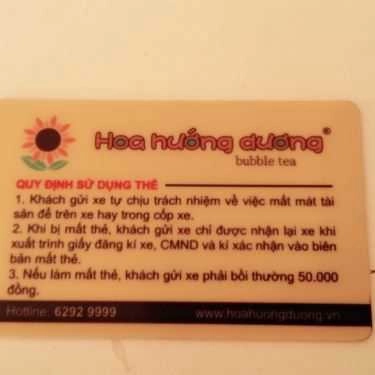 Hoa hướng dương®
bubble tea
QUY ĐỊNH SỬ DỤNG THẺ
1. Khách gửi xe tự chịu trách nhiệm về việc mất mát tài
sản để trên xe hay trong cốp xe.
2. Khi bị mất thẻ, khách gửi xe chỉ được nhận lại xe khi
xuất trình giấy đăng kí xe, CMND và kí xác nhận vào biên
bản mất thẻ.
3. Nếu làm mất thẻ, khách gửi xe phải bồi thường 50.000
đồng.
Hotline: 6292 9999 www.hoahuongduong.vn